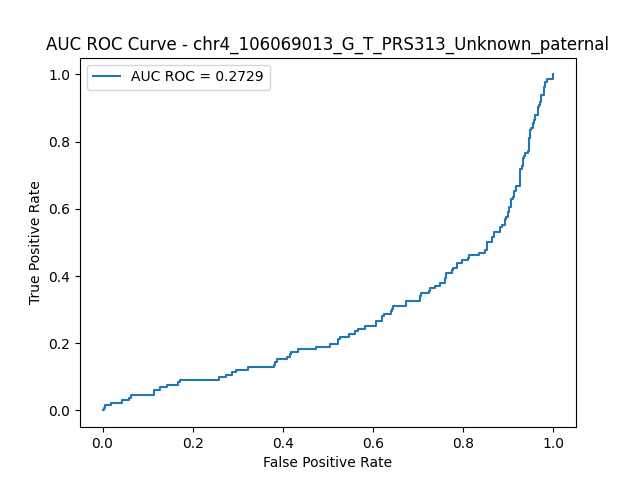 AUC ROC Curve - chr4_106069013_G_T_PRS313_Unknown_paternal
AUC ROC = 0.2729
1.0
0.8
0.6
0.4
0.2
0.0
True Positive Rate
0.0 0.2 0.4 0.6 0.8 1.0
False Positive Rate